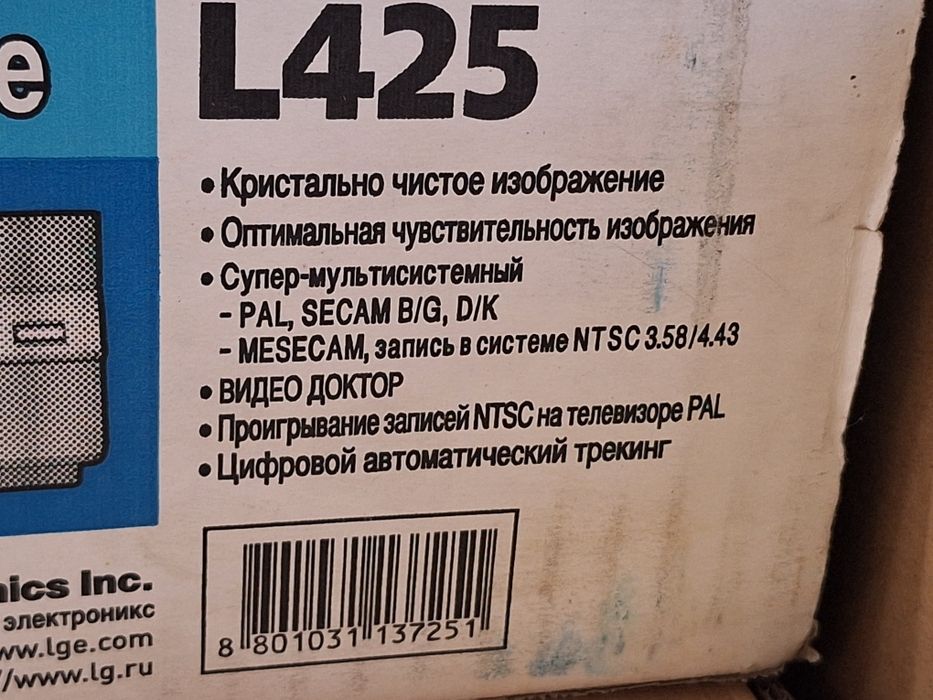 e
L425
• Кристально чистое изображение
• Оптимальная чувствительность изображения
• Супер-мультисистемный
- PAL, SECAM B/G, D/K
- MESECAM, запись в системе NTSC 3.58/4.43
• ВИДЕО ДОКТОР
• Проигрывание записей NTSC на телевизоре PAL
• Цифровой автоматический трекинг
nics Inc.
электроникс
ww.lge.com
//www.lg.ru
8 801031 137251